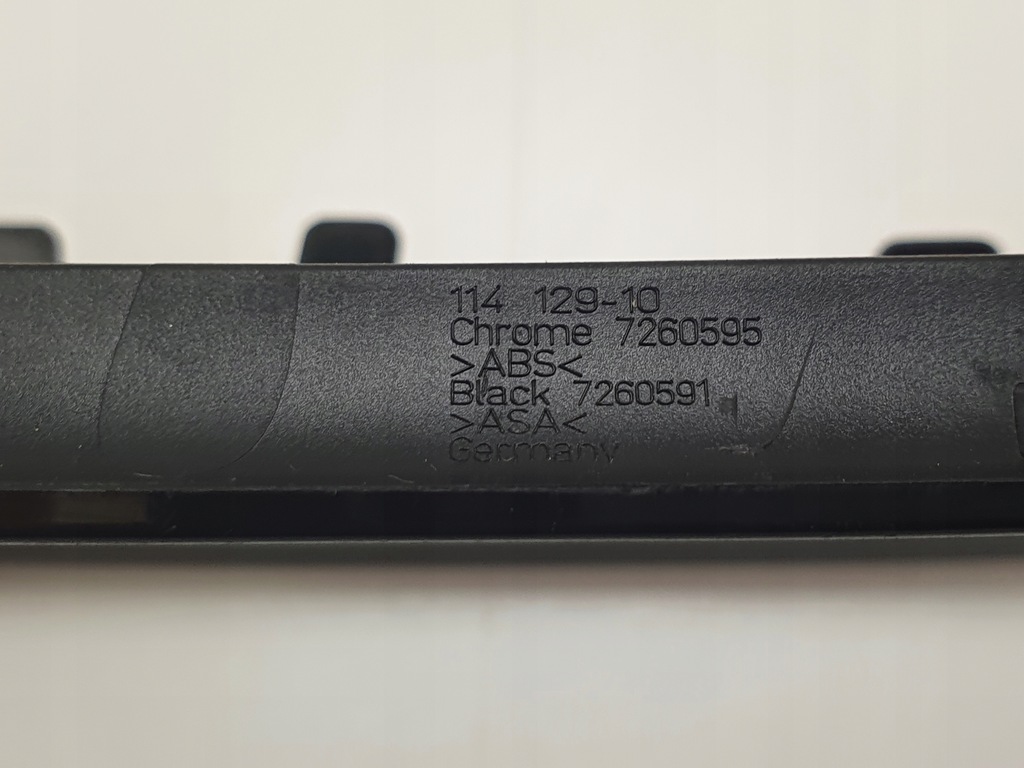 114 129-10
Chrome 7260595
>ABS<
Black 7260591
>ASA<
Germany